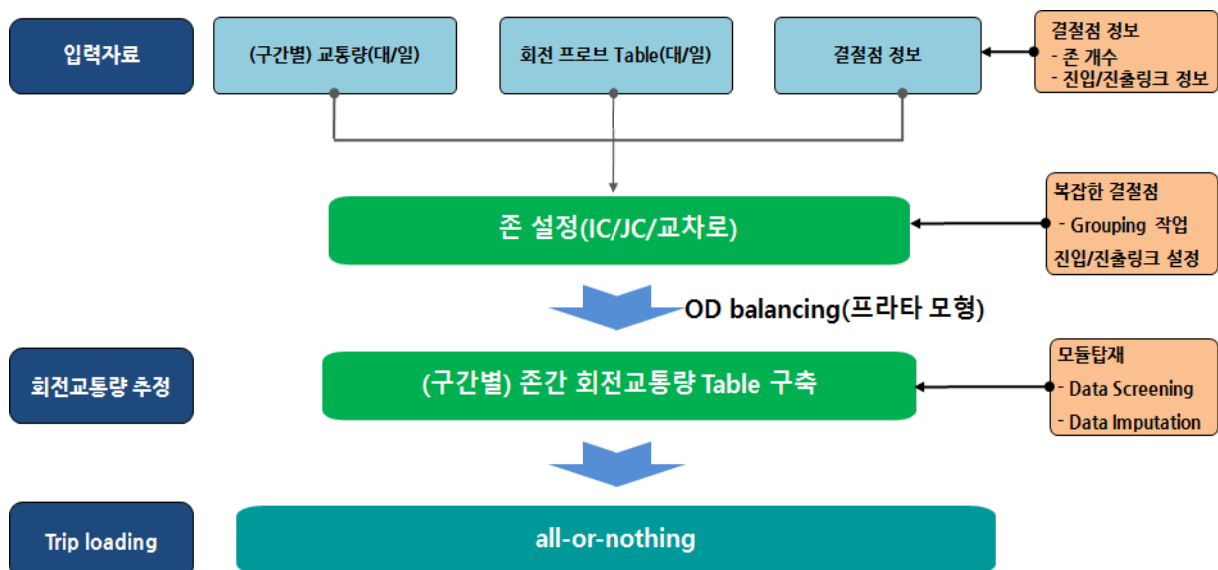 입력자료
(구간별) 교통량(대/일)
회전 프로브 Table(대/일)
결절점 정보
결절점 정보
- 존 개수
- 진입/진출링크 정보
존 설정(IC/JC/교차로)
복잡한 결절점
- Grouping 작업
진입/진출링크 설정
OD balancing(프라타 모형)
회전교통량 추정
(구간별) 존간 회전교통량 Table 구축
모듈탑재
- Data Screening
- Data Imputation
Trip loading
all-or-nothing